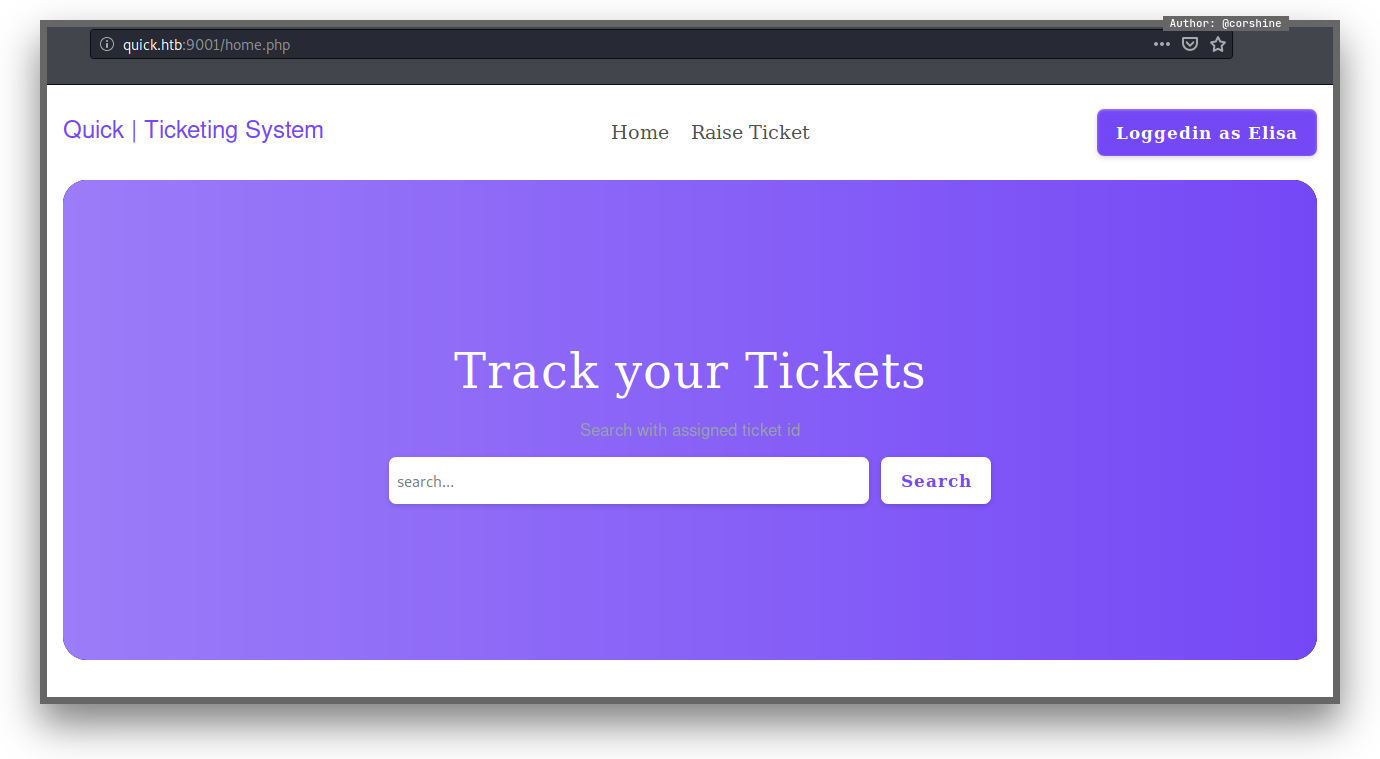 Author: @corshine
quick.htb:9001/home.php
Quick | Ticketing System
Home Raise Ticket
Loggedin as Elisa
Track your Tickets
Search with assigned ticket id
search...
Search